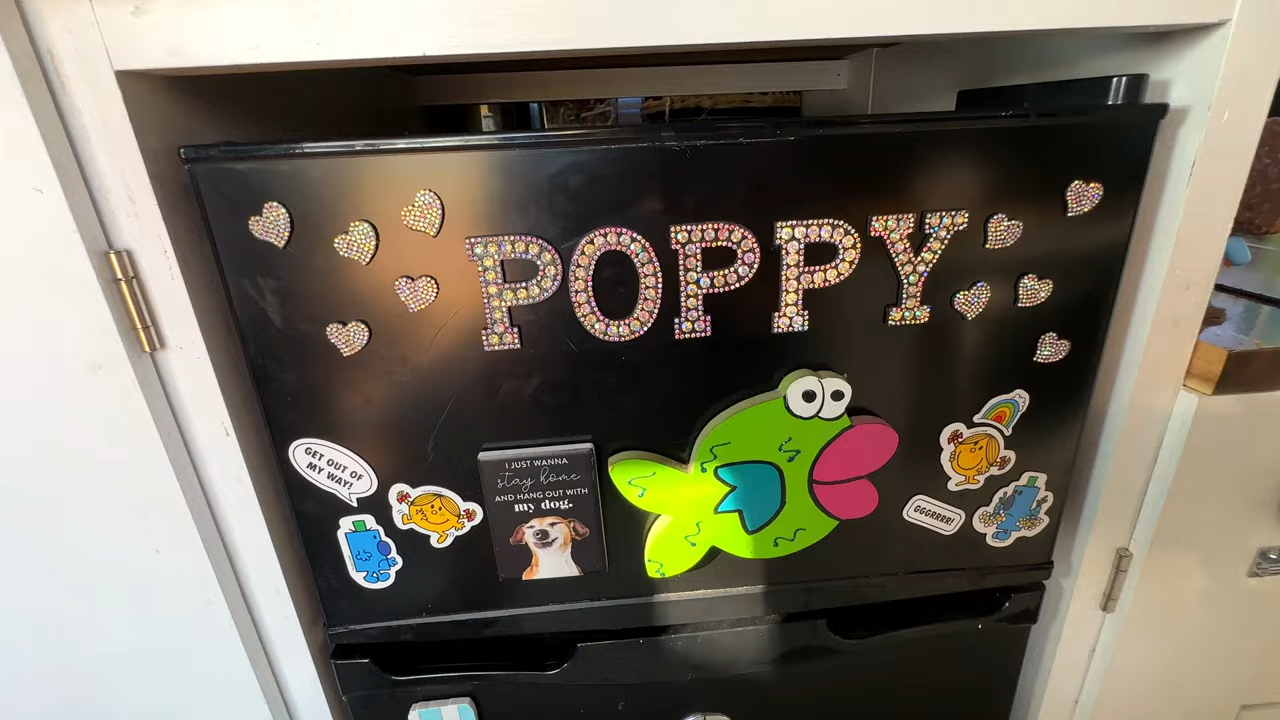 POPPY
GET OUT OF
MY WAY!
I JUST WANNA
stay home
AND HANG OUT WITH
my dog.
GGGRRRR!